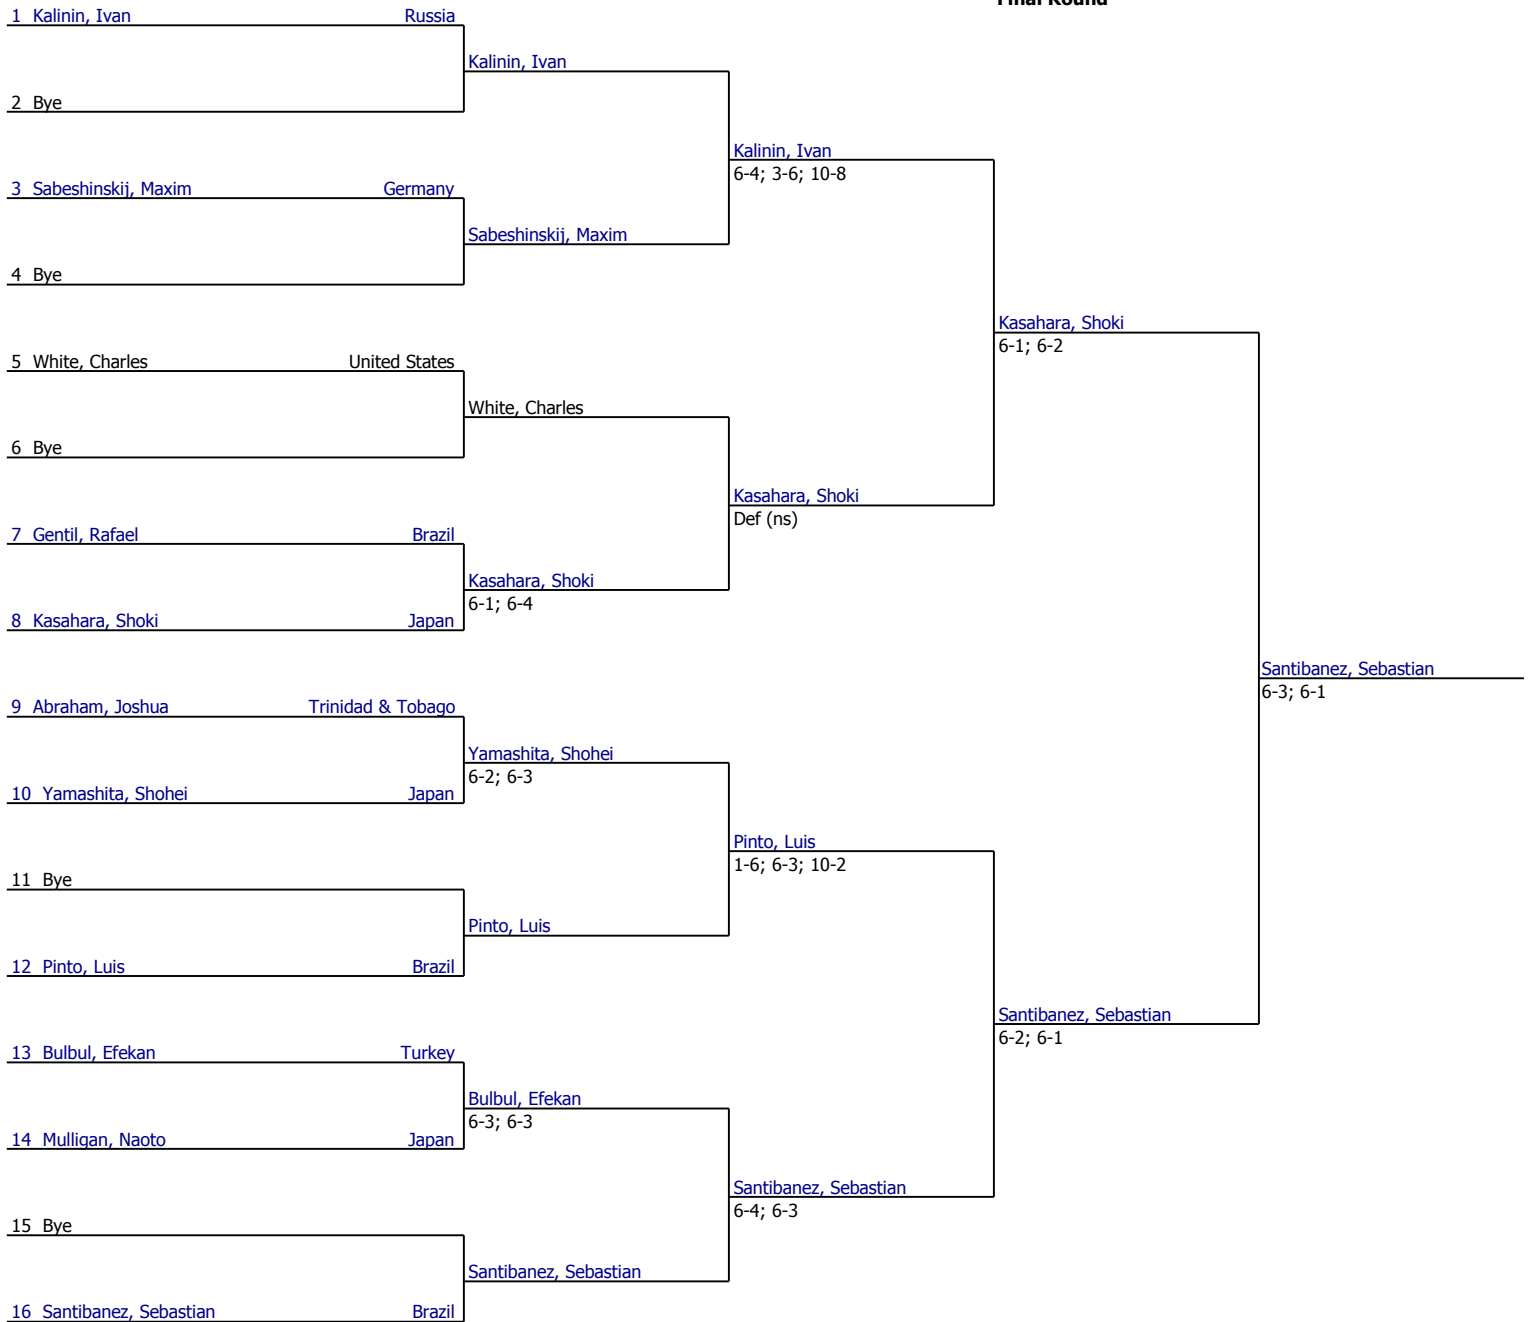 Final Round
1 Kalinin, Ivan Russia
Kalinin, Ivan
2 Bye
Kalinin, Ivan
6-4; 3-6; 10-8
3 Sabeshinskij, Maxim Germany
Sabeshinskij, Maxim
4 Bye
Kasahara, Shoki
6-1; 6-2
5 White, Charles United States
White, Charles
6 Bye
Kasahara, Shoki
Def (ns)
7 Gentil, Rafael Brazil
Kasahara, Shoki
6-1; 6-4
8 Kasahara, Shoki Japan
Santibanez, Sebastian
6-3; 6-1
9 Abraham, Joshua Trinidad & Tobago
Yamashita, Shohei
6-2; 6-3
10 Yamashita, Shohei Japan
Pinto, Luis
1-6; 6-3; 10-2
11 Bye
Pinto, Luis
12 Pinto, Luis Brazil
Santibanez, Sebastian
6-2; 6-1
13 Bulbul, Efekan Turkey
Bulbul, Efekan
6-3; 6-3
14 Mulligan, Naoto Japan
Santibanez, Sebastian
6-4; 6-3
15 Bye
Santibanez, Sebastian
16 Santibanez, Sebastian Brazil